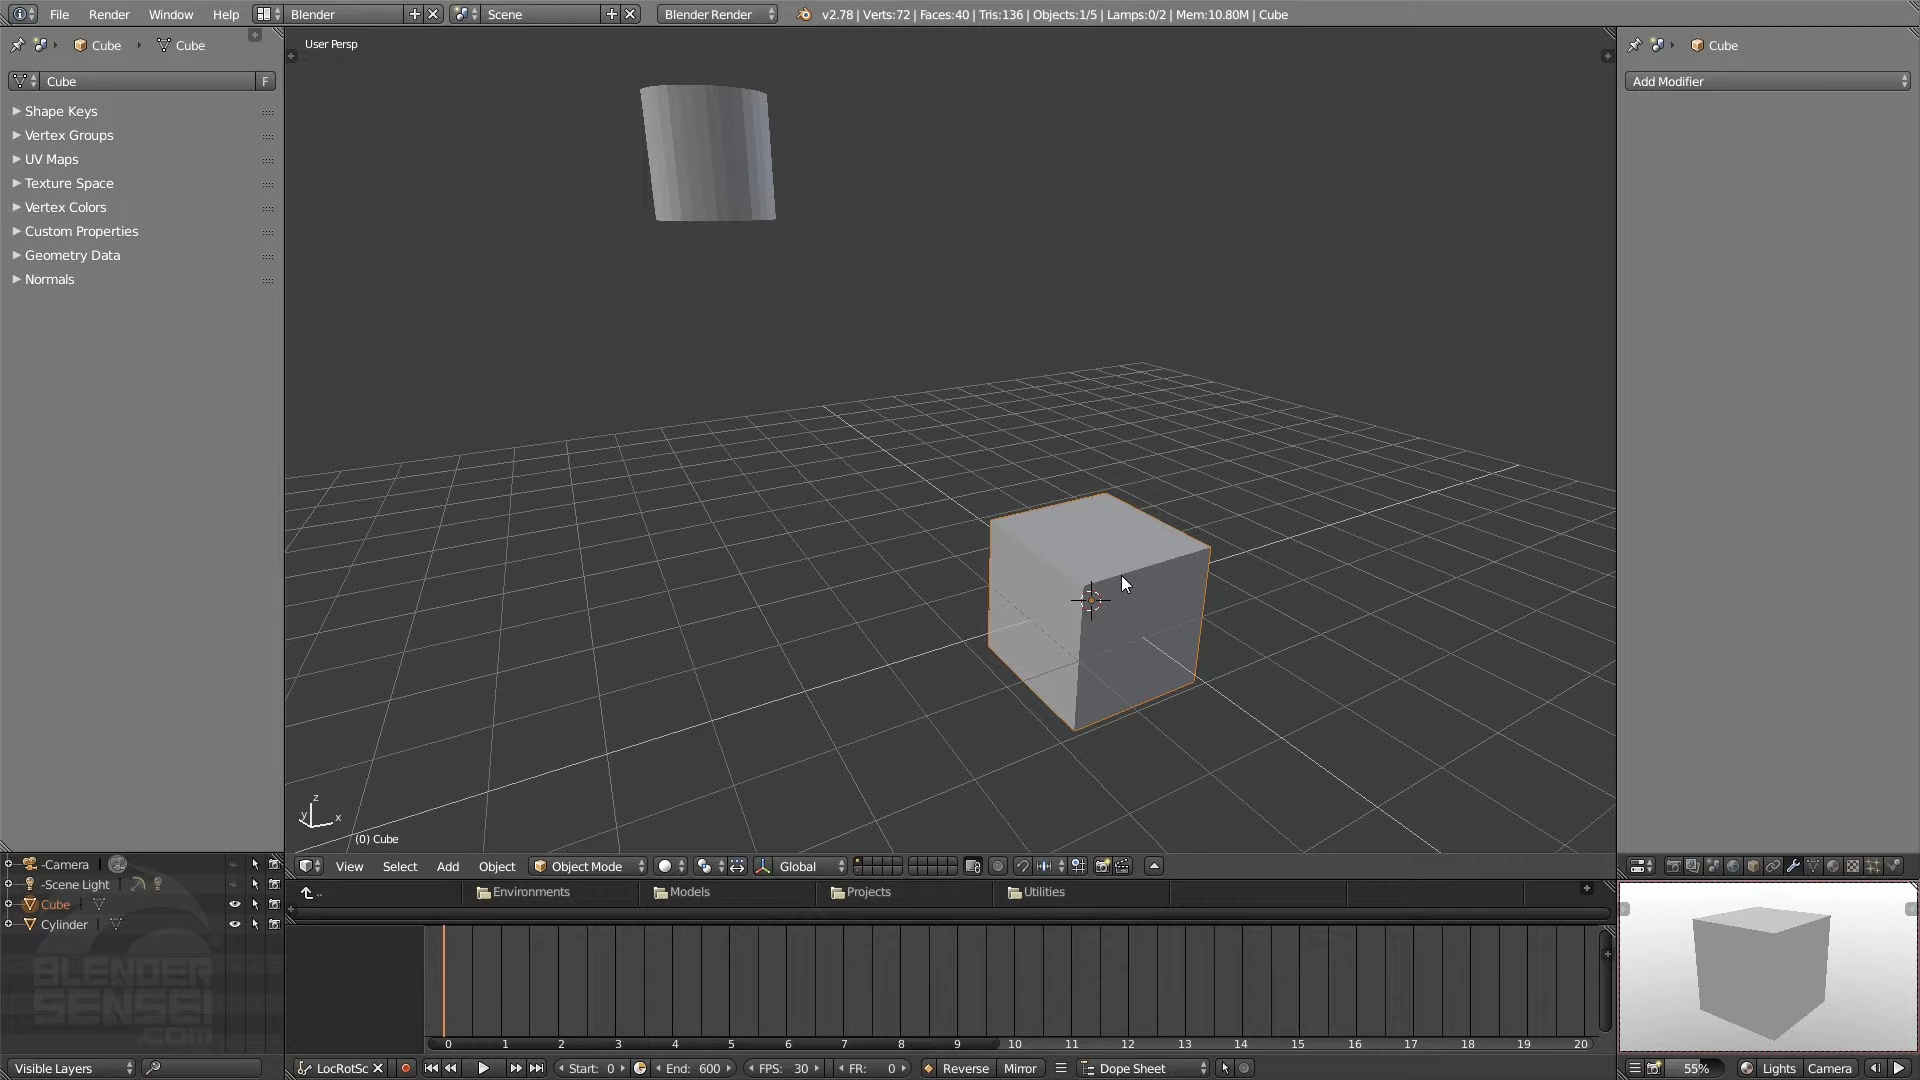 File Render Window Help Blender Scene Blender Render v2.78 | Verts:72 | Faces:40 | Tris:136 | Objects:1/5 | Lamps:0/2 | Mem:10.80M | Cube
Cube Cube
Cube F
Shape Keys
Vertex Groups
UV Maps
Texture Space
Vertex Colors
Custom Properties
Geometry Data
Normals
User Persp
Cube
Add Modifier
z
y x
(0) Cube
View Select Add Object Object Mode Global
.. Environments Models Projects Utilities
-Camera
-Scene Light
Cube
Cylinder
BLENDER
SENSEI
.COM
0 1 2 3 4 5 6 7 8 9 10 11 12 13 14 15 16 17 18 19 20
Visible Layers LocRotSc Start: 0 End: 600 FPS: 30 FR: 0 Reverse Mirror Dope Sheet 55% Lights Camera